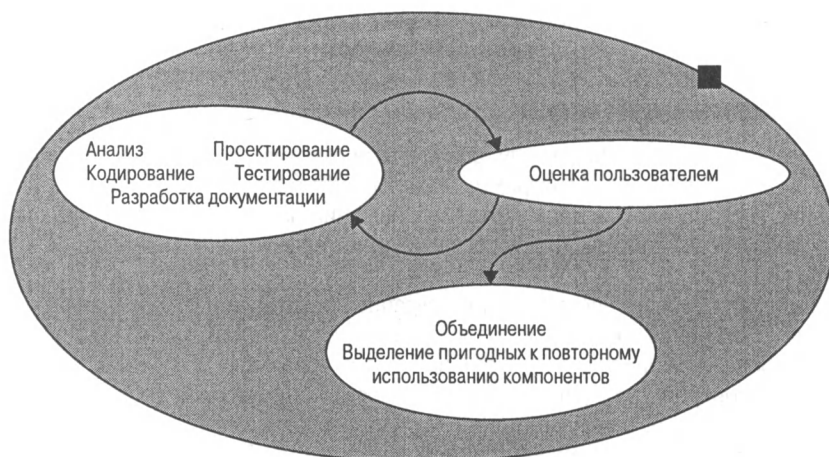 Анализ Проектирование
Кодирование Тестирование
Разработка документации
Оценка пользователем
Объединение
Выделение пригодных к повторному
использованию компонентов